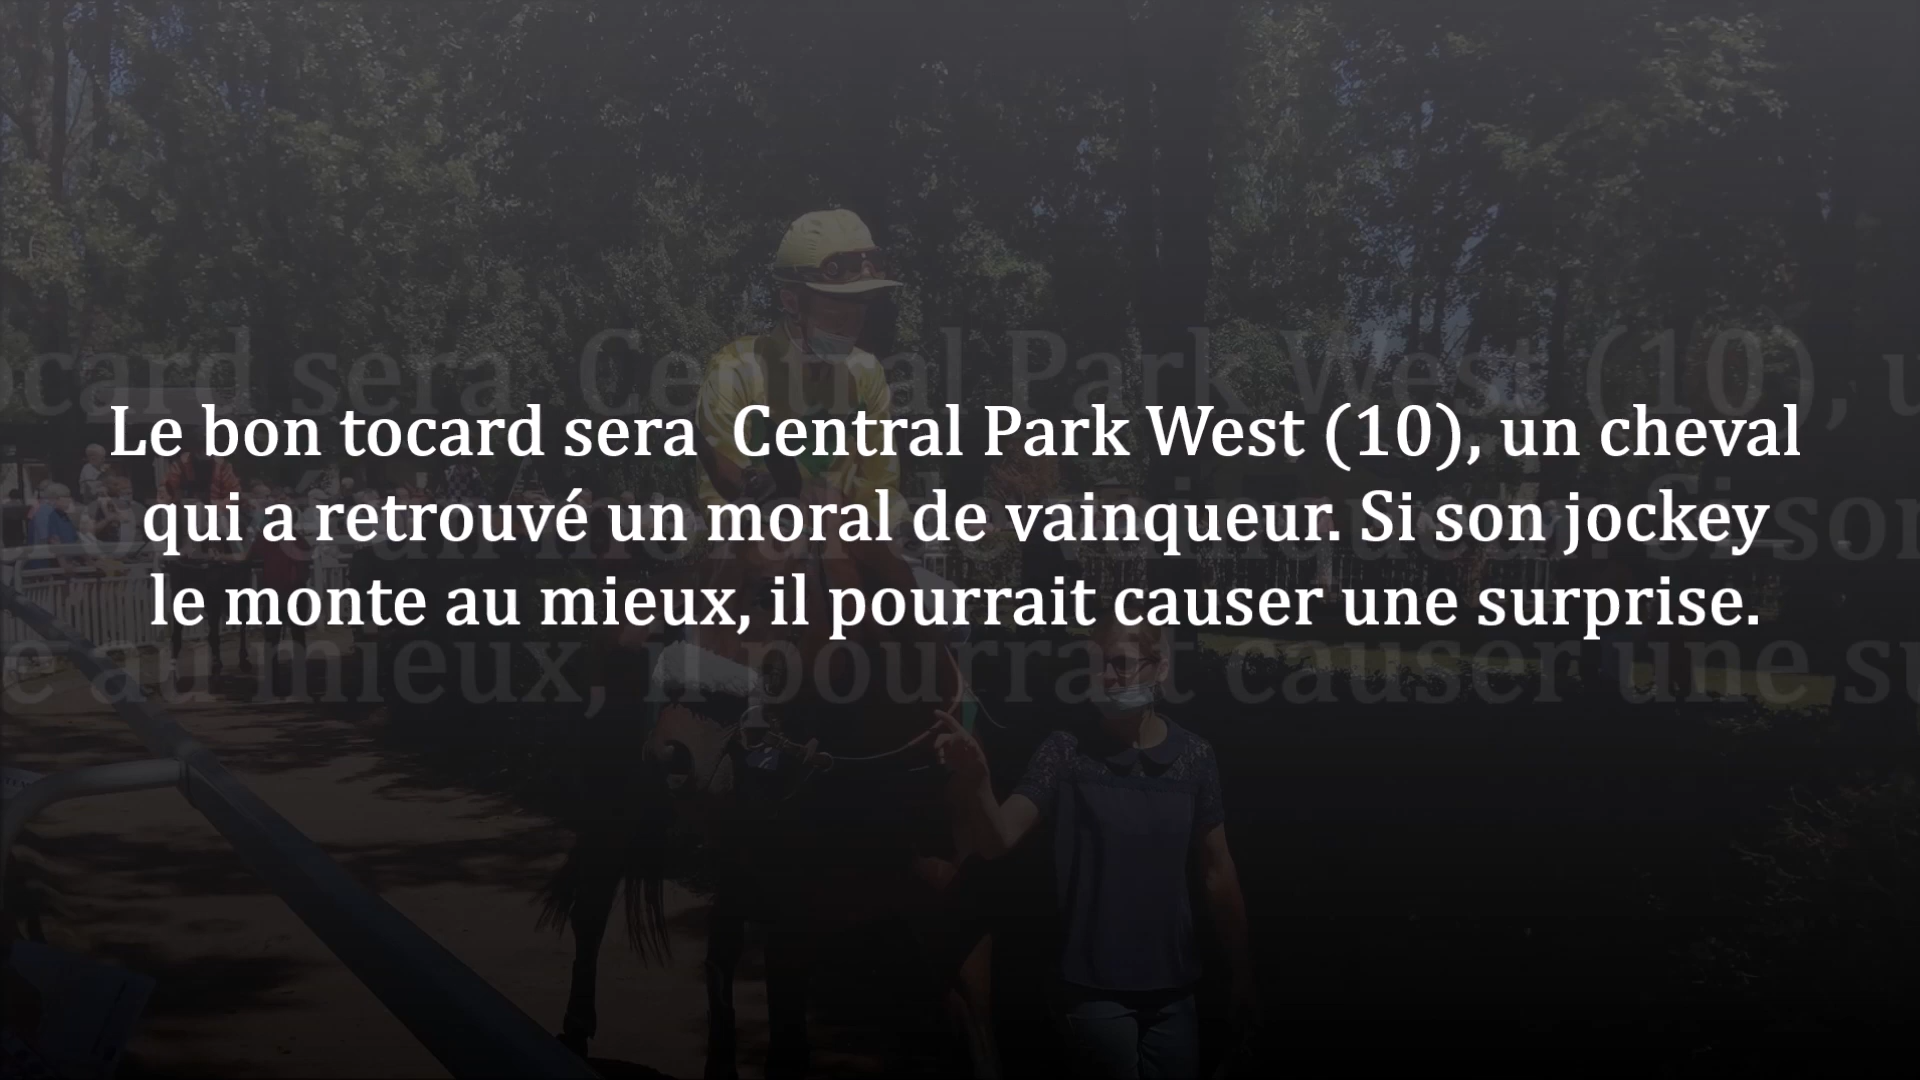 Le bon tocard sera  Central Park West (10), un cheval
qui a retrouvé un moral de vainqueur. Si son jockey
le monte au mieux, il pourrait causer une surprise.